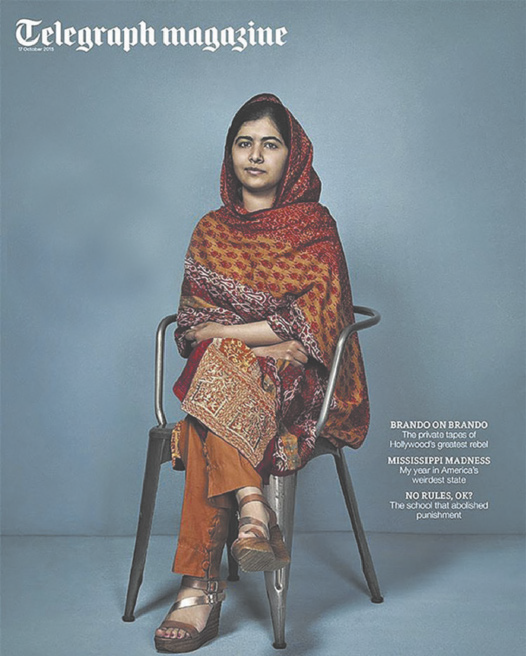 Telegraph magazine
17 October 2015
BRANDO ON BRANDO
The private tapes of
Hollywood's greatest rebel
MISSISSIPPI MADNESS
My year in America's
weirdest state
NO RULES, OK?
The school that abolished
punishment